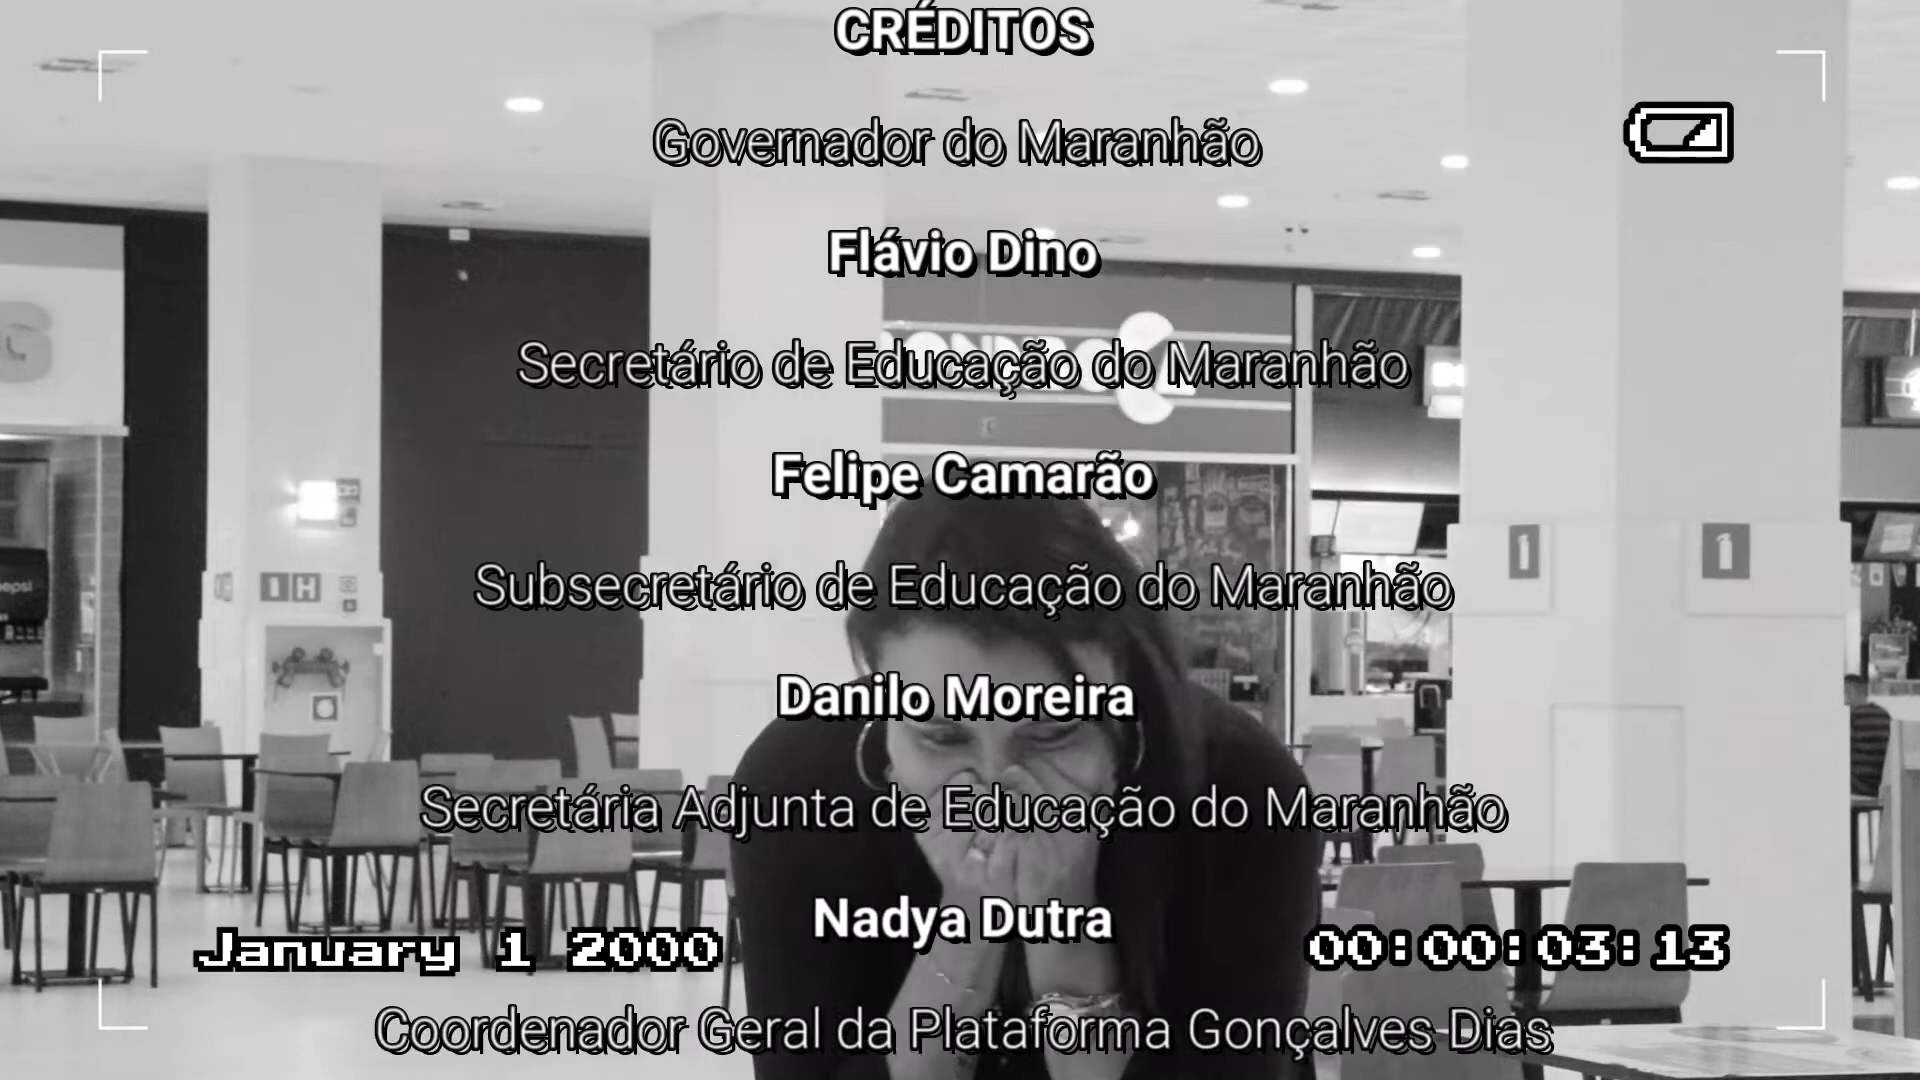 CRÉDITOS
Governador do Maranhão
Flávio Dino
Secretário de Educação do Maranhão
Felipe Camarão
Subsecretário de Educação do Maranhão
Danilo Moreira
Secretária Adjunta de Educação do Maranhão
Nadya Dutra
January 1 2000
00:00:03:13
Coordenador Geral da Plataforma Gonçalves Dias
H